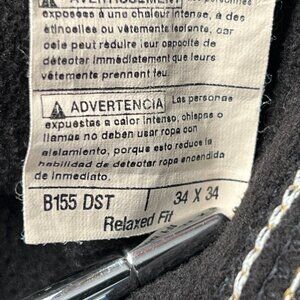 AVERTISSEMENT Les personnes
exposées à une chaleur intense, à des
étincelles ou vêtements isolants, car
cela peut réduire leur capacité de
détecter immédiatement que leurs
vêtements prennent feu.
ADVERTENCIA Las personas
expuestas a calor intenso, chispas o
llamas no deben usar ropa con
aislamiento, porque esto reduce la
habilidad de detectar ropa encendida
de inmediato.
B155 DST 34 X 34
Relaxed Fit